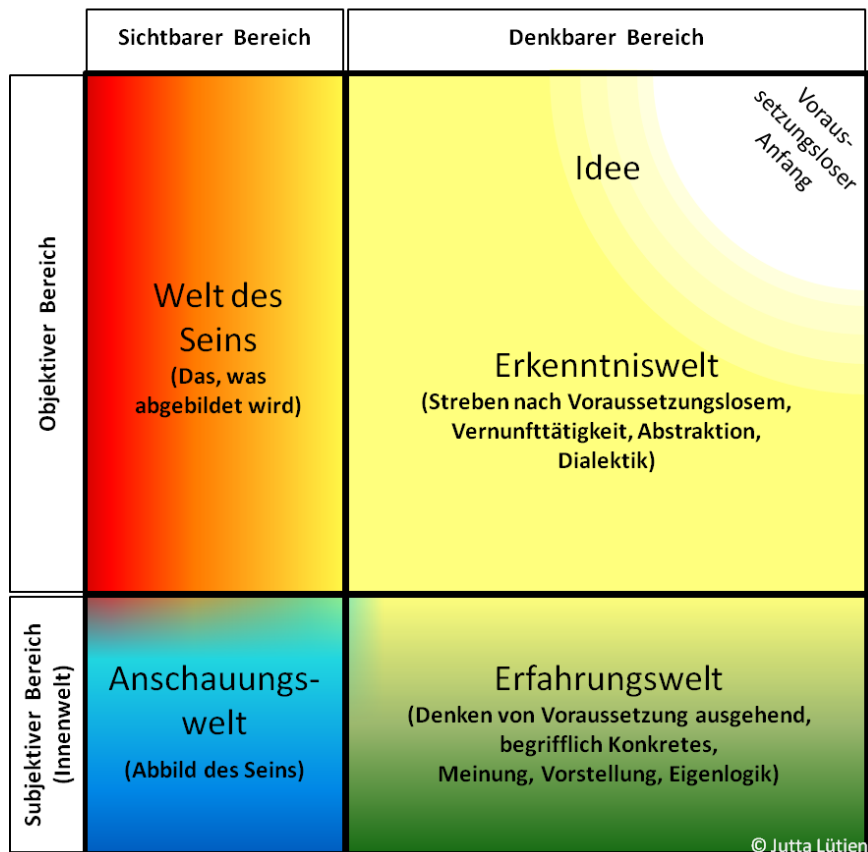 Sichtbarer Bereich
Denkbarer Bereich
Objektiver Bereich
Voraus-
setzungsloser
Anfang
Idee
Welt des
Seins
(Das, was
abgebildet wird)
Erkenntniswelt
(Streben nach Voraussetzungslosem,
Vernunfttätigkeit, Abstraktion,
Dialektik)
Subjektiver Bereich
(Innenwelt)
Anschauungs-
welt
(Abbild des Seins)
Erfahrungswelt
(Denken von Voraussetzung ausgehend,
begrifflich Konkretes,
Meinung, Vorstellung, Eigenlogik)
© Jutta Lütjen